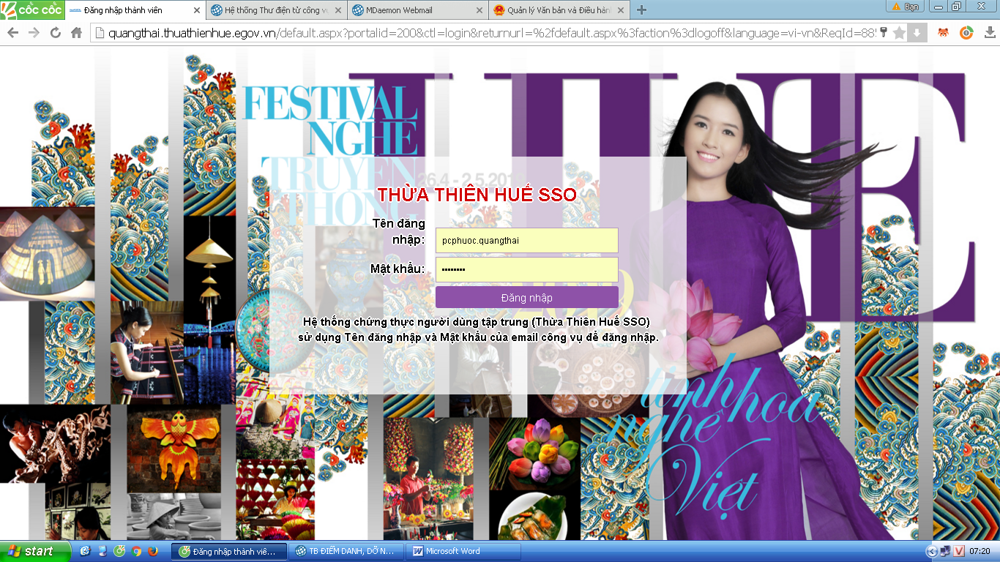 cốc cốc
Đăng nhập thành viên
Hệ thống Thư điện tử công vụ
MDaemon Webmail
Quản lý Văn bản và Điều hàn
Bạn
quangthai.thuathienhue.egov.vn/default.aspx?portalid=200&ctl=login&returnurl=%2fdefault.aspx%3faction%3dlogoff&language=vi-vn&ReqId=88
HUE
FESTIVAL
NGHỀ
TRUYỀN
THỐNG
26.4 - 2.5.2019
THỪA THIÊN HUẾ SSO
Tên đăng
nhập:
pcphuoc.quangthai
Mật khẩu:
••••••••
Đăng nhập
Hệ thống chứng thực người dùng tập trung (Thừa Thiên Huế SSO)
sử dụng Tên đăng nhập và Mật khẩu của email công vụ để đăng nhập.
tinh hoa
nghề
Việt
start
Đăng nhập thành viê...
TB ĐIỂM DANH, DỠ N...
Microsoft Word
07:20